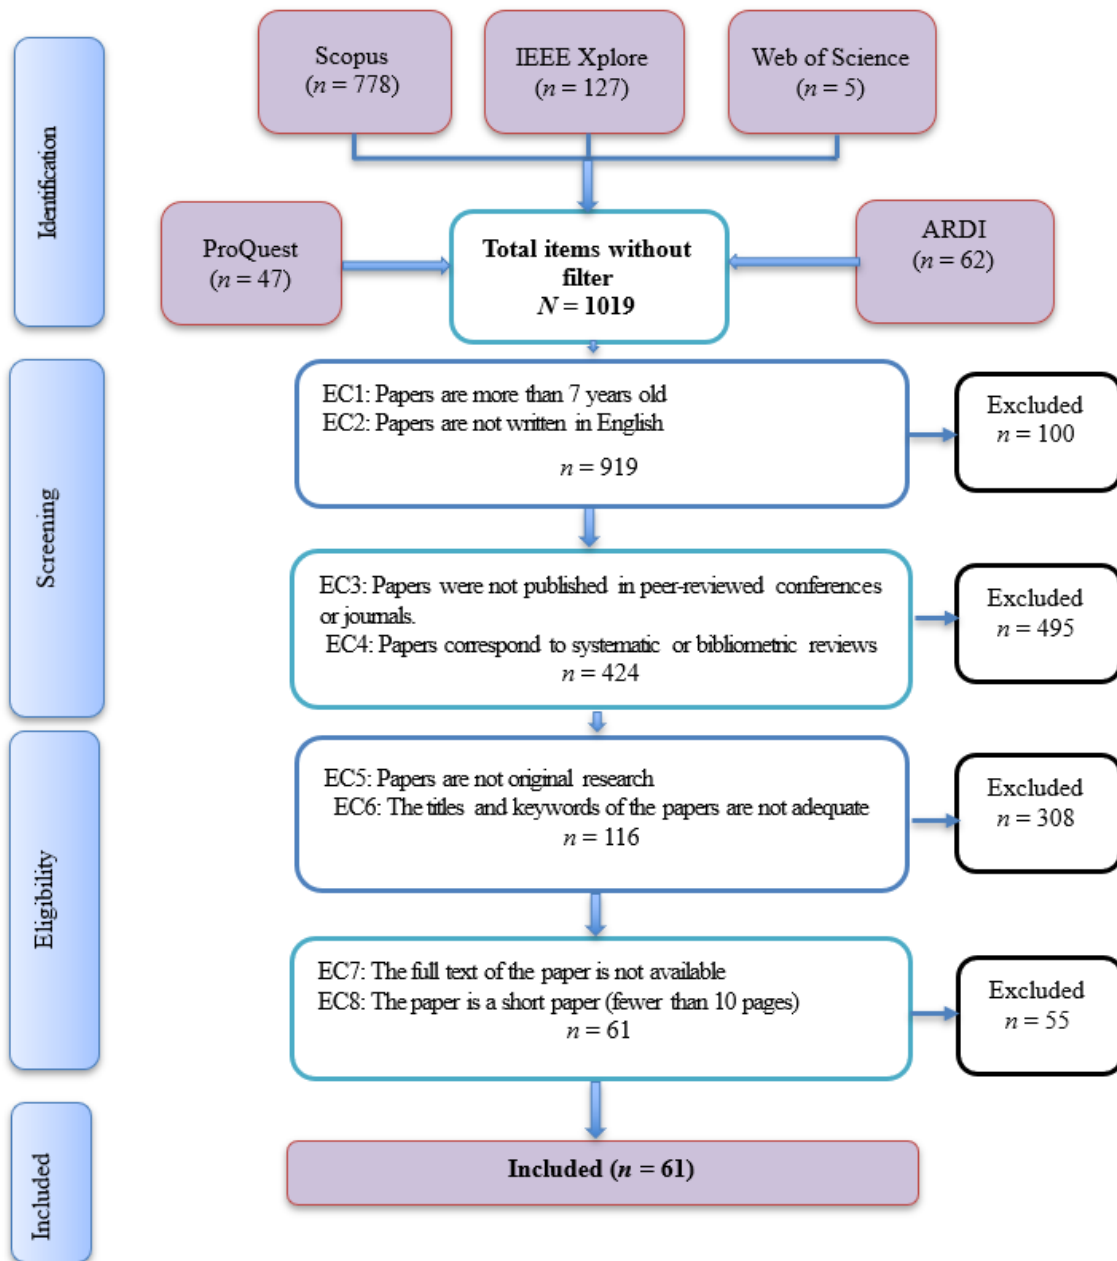 Scopus
(n = 778)
IEEE Xplore
(n = 127)
Web of Science
(n = 5)
Identification
ProQuest
(n = 47)
Total items without
filter
N = 1019
ARDI
(n = 62)
Screening
EC1: Papers are more than 7 years old
EC2: Papers are not written in English
n = 919
Excluded
n = 100
EC3: Papers were not published in peer-reviewed conferences
or journals.
EC4: Papers correspond to systematic or bibliometric reviews
n = 424
Excluded
n = 495
Eligibility
EC5: Papers are not original research
EC6: The titles and keywords of the papers are not adequate
n = 116
Excluded
n = 308
EC7: The full text of the paper is not available
EC8: The paper is a short paper (fewer than 10 pages)
n = 61
Excluded
n = 55
Included
Included (n = 61)